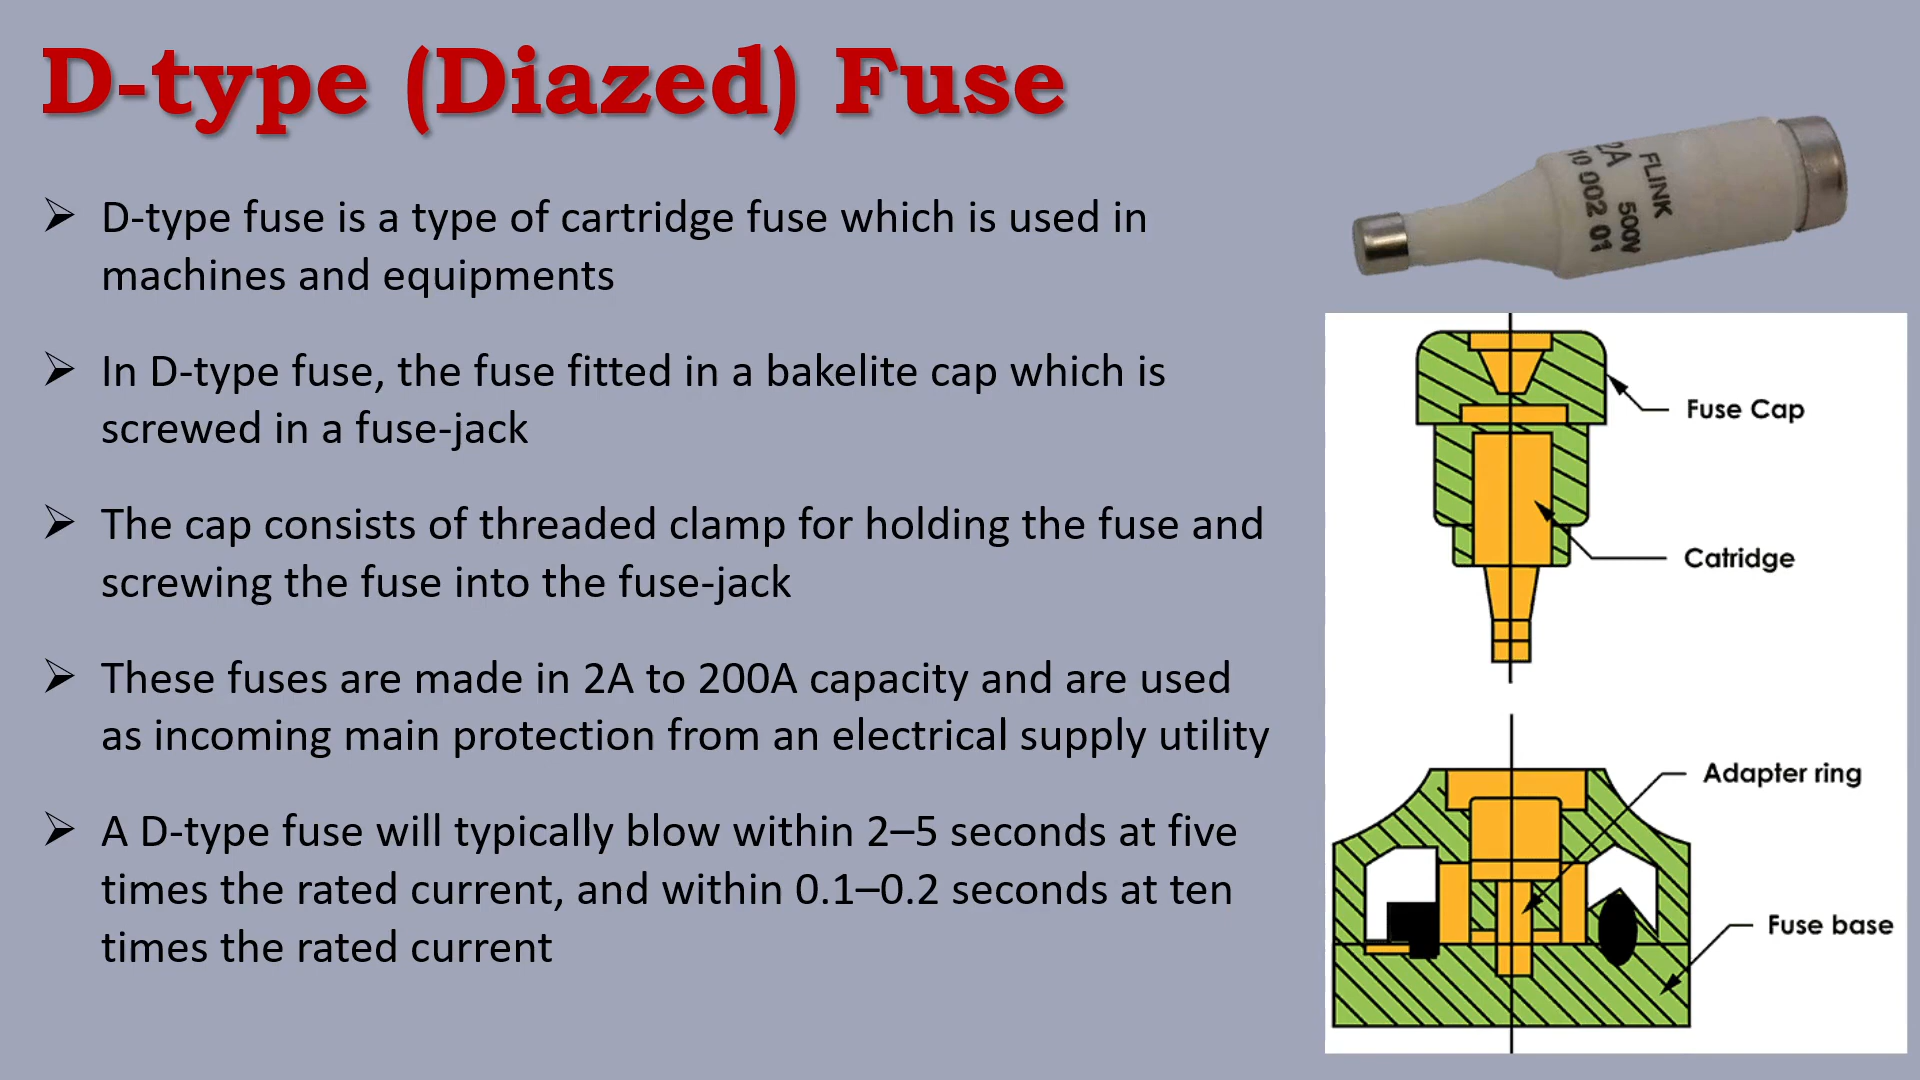 D-type (Diazed) Fuse
D-type fuse is a type of cartridge fuse which is used in
machines and equipments
In D-type fuse, the fuse fitted in a bakelite cap which is
screwed in a fuse-jack
The cap consists of threaded clamp for holding the fuse and
screwing the fuse into the fuse-jack
These fuses are made in 2A to 200A capacity and are used
as incoming main protection from an electrical supply utility
A D-type fuse will typically blow within 2–5 seconds at five
times the rated current, and within 0.1–0.2 seconds at ten
times the rated current
FLINK
2A 500V
10 002 01
Fuse Cap
Catridge
Adapter ring
Fuse base